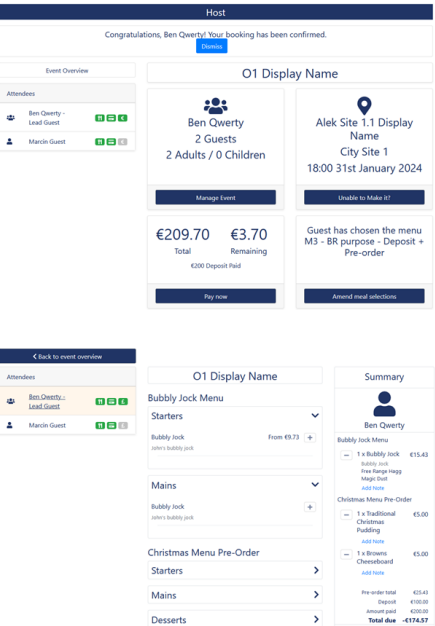 Host
Congratulations, Ben Qwerty! Your booking has been confirmed.
Dismiss
Event Overview
Attendees
Ben Qwerty -
Lead Guest
Marcin Guest
O1 Display Name
Ben Qwerty
2 Guests
2 Adults / 0 Children
Manage Event
Alek Site 1.1 Display
Name
City Site 1
18:00 31st January 2024
Unable to Make it?
€209.70 €3.70
Total Remaining
€200 Deposit Paid
Pay now
Guest has chosen the menu
M3 - BR purpose - Deposit +
Pre-order
Amend meal selections
Back to event overview
Attendees
Ben Qwerty -
Lead Guest
Marcin Guest
O1 Display Name
Bubbly Jock Menu
Starters
Bubbly Jock From €9.73 +
John's bubbly jock
Mains
Bubbly Jock +
John's bubbly jock
Christmas Menu Pre-Order
Starters
Mains
Desserts
Summary
Ben Qwerty
Bubbly Jock Menu
1 x Bubbly Jock €15.43
Bubbly Jock
Free Range Hagg
Magic Dust
Add Note
Christmas Menu Pre-Order
1 x Traditional €5.00
Christmas
Pudding
Add Note
1 x Browns €5.00
Cheeseboard
Add Note
Pre-order total €25.43
Deposit €100.00
Amount paid €200.00
Total due -€174.57